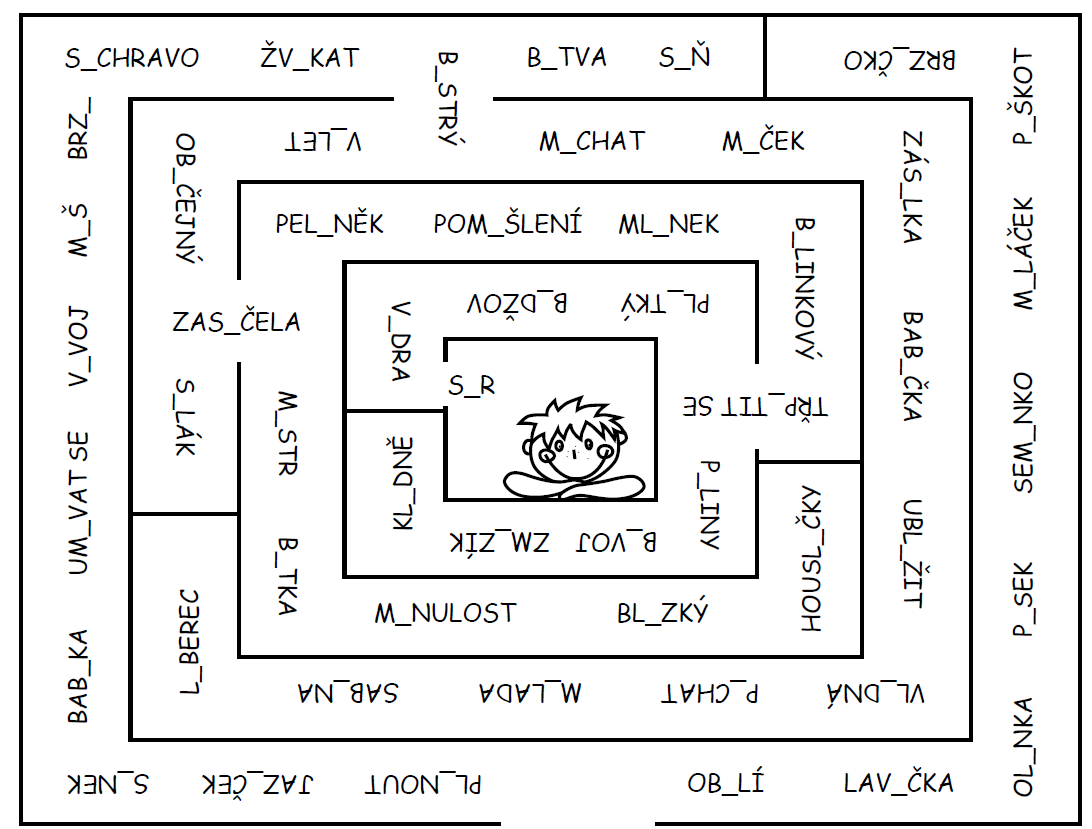 S_CHRAVO ŽV_KAT B_STRÝ B_TVA S_Ň BRZ_ČKO P_ŠKOT
BRZ_ OB_ČEJNÝ V_LET M_CHAT M_ČEK ZÁS_LKA
M_Š PEL_NĚK POM_ŠLENÍ ML_NEK B_LINKOVÝ M_LÁČEK
V_VOJ ZAS_ČELA V_DRA B_DŽOV PL_TKÝ BAB_ČKA
S_LÁK M_STR S_R TŘP_TIT SE SEM_NKO
UM_VAT SE KL_DNĚ P_LINY HOUSL_ČKY UBL_ŽIT
B_TKA ZM_ZÍK B_VOJ P_SEK
BAB_KA L_BEREC M_NULOST BL_ZKÝ
SAB_NA M_LADA P_CHAT VL_DNÁ OL_NKA
S_NEK JAZ_ČEK PL_NOUT OB_LÍ LAV_ČKA